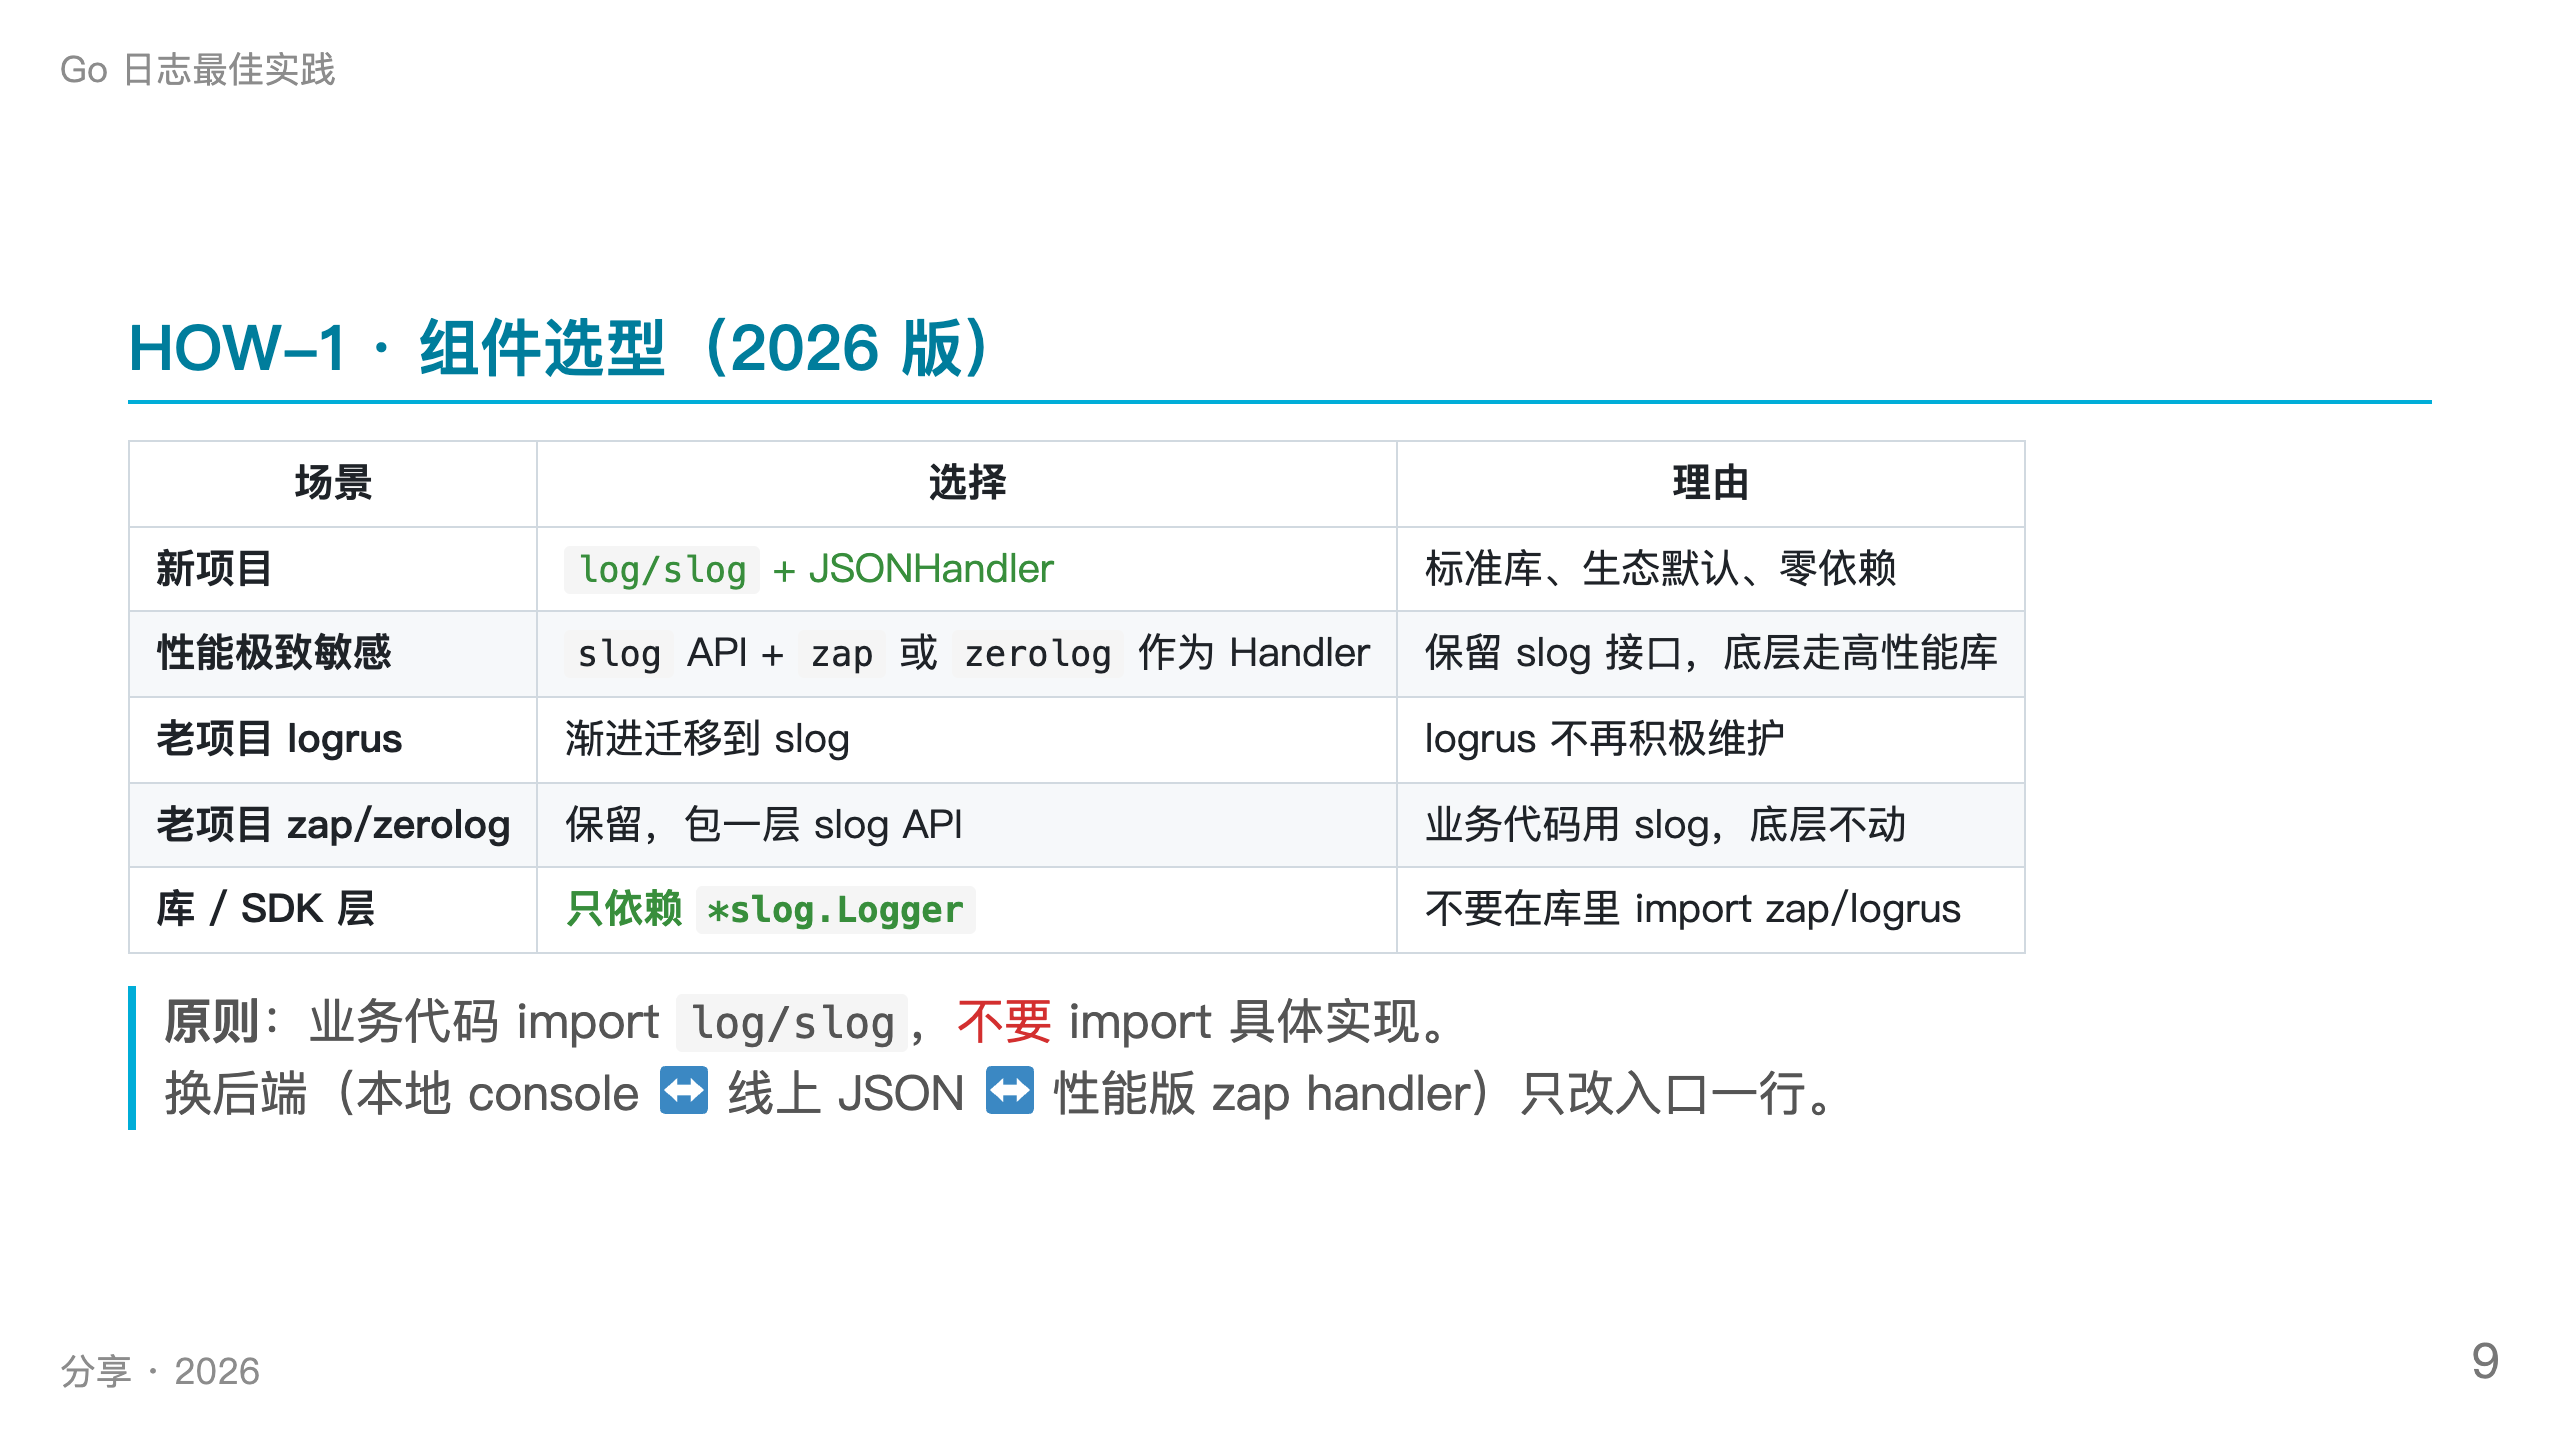 Go 日志最佳实践
HOW-1 · 组件选型（2026 版）
场景 选择 理由
新项目 log/slog + JSONHandler 标准库、生态默认、零依赖
性能极致敏感 slog API + zap 或 zerolog 作为 Handler 保留 slog 接口，底层走高性能库
老项目 logrus 渐进迁移到 slog logrus 不再积极维护
老项目 zap/zerolog 保留，包一层 slog API 业务代码用 slog，底层不动
库 / SDK 层 只依赖 *slog.Logger 不要在库里 import zap/logrus
原则：业务代码 import log/slog，不要 import 具体实现。
换后端（本地 console ↔️ 线上 JSON ↔️ 性能版 zap handler）只改入口一行。
分享 · 2026
9